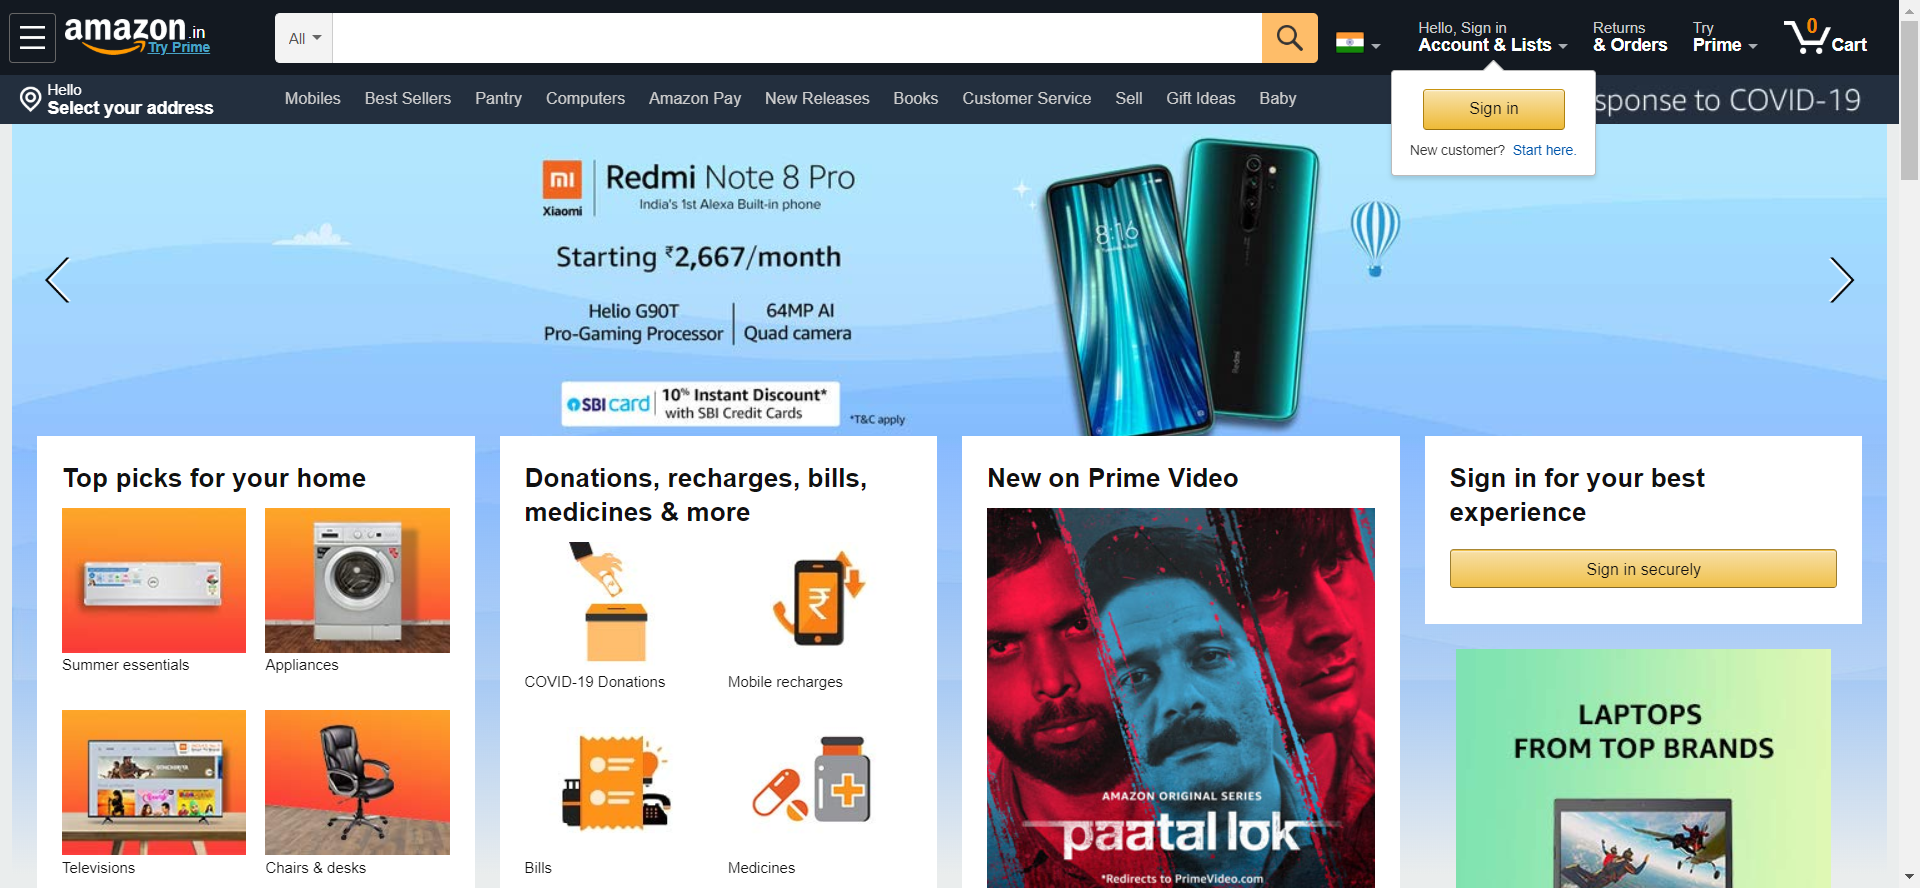 amazon.in
Try Prime
All
Hello, Sign in
Account & Lists
Returns
& Orders
Try
Prime
0
Cart
Hello
Select your address
Mobiles
Best Sellers
Pantry
Computers
Amazon Pay
New Releases
Books
Customer Service
Sell
Gift Ideas
Baby
sponse to COVID-19
Sign in
New customer? Start here.
mi
Xiaomi
Redmi Note 8 Pro
India's 1st Alexa Built-in phone
Starting ₹2,667/month
Helio G90T
Pro-Gaming Processor
64MP AI
Quad camera
SBI card
10% Instant Discount*
with SBI Credit Cards
*T&C apply
8:16
Redmi
Top picks for your home
Summer essentials
Appliances
Televisions
Chairs & desks
Donations, recharges, bills,
medicines & more
COVID-19 Donations
Mobile recharges
Bills
Medicines
New on Prime Video
AMAZON ORIGINAL SERIES
paatal lok
*Redirects to PrimeVideo.com
Sign in for your best
experience
Sign in securely
LAPTOPS
FROM TOP BRANDS